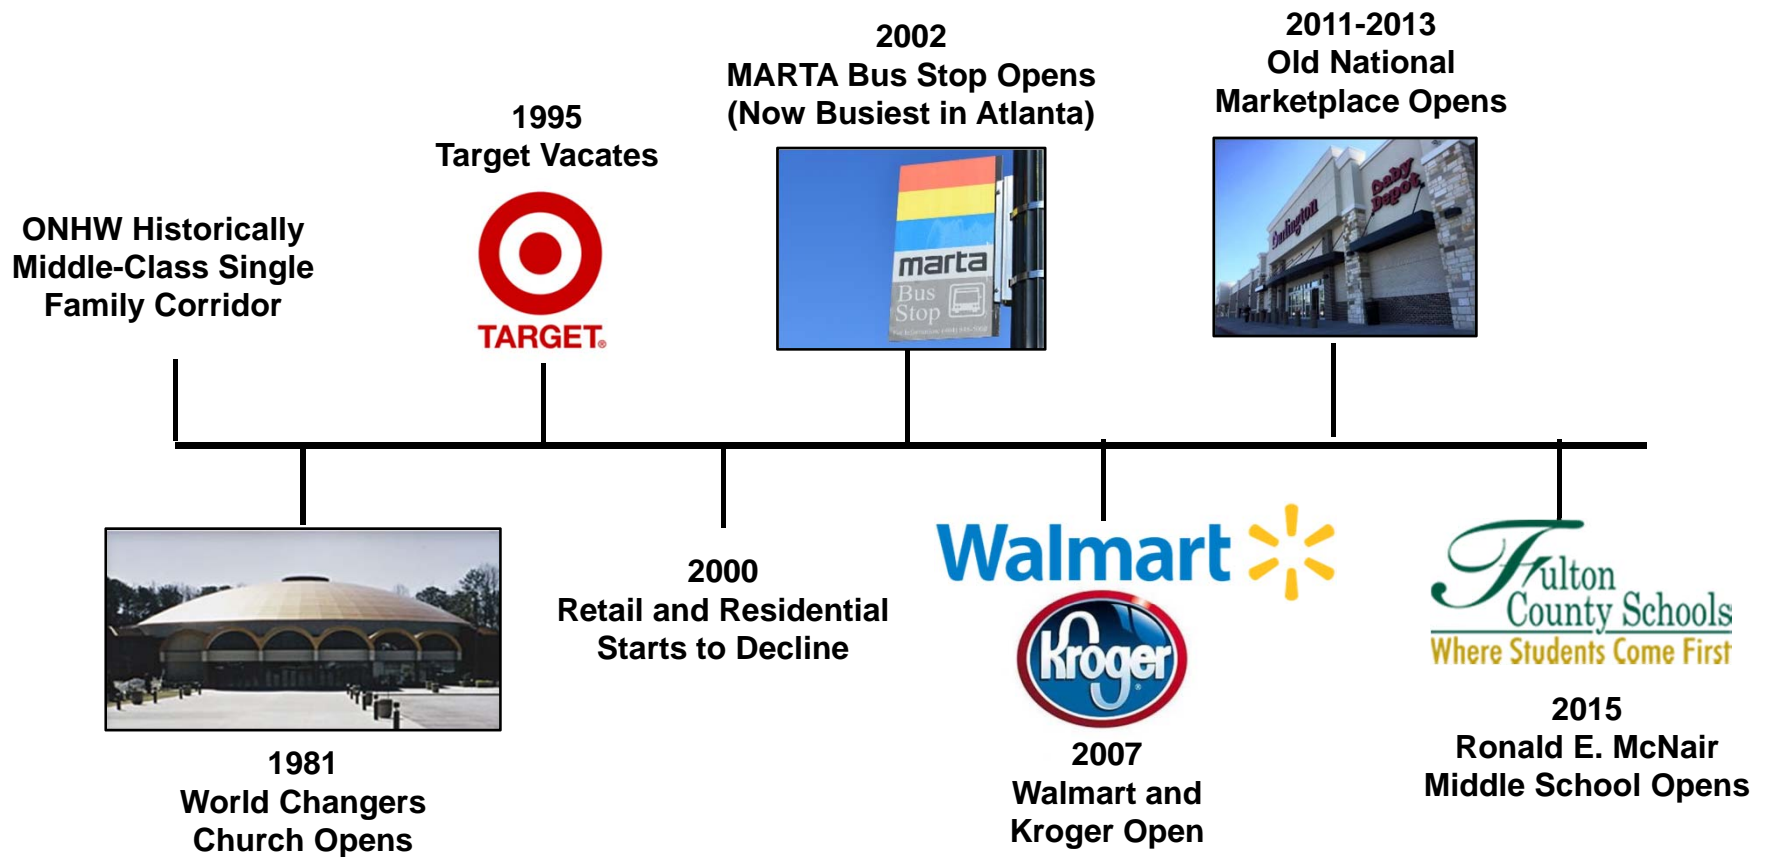 ONHW Historically
Middle-Class Single
Family Corridor
1981
World Changers
Church Opens
1995
Target Vacates
TARGET®
2000
Retail and Residential
Starts to Decline
2002
MARTA Bus Stop Opens
(Now Busiest in Atlanta)
marta
Bus
Stop
Walmart
Kroger
2007
Walmart and
Kroger Open
2011-2013
Old National
Marketplace Opens
Burlington
Baby
Depot
Fulton
County Schools
Where Students Come First
2015
Ronald E. McNair
Middle School Opens